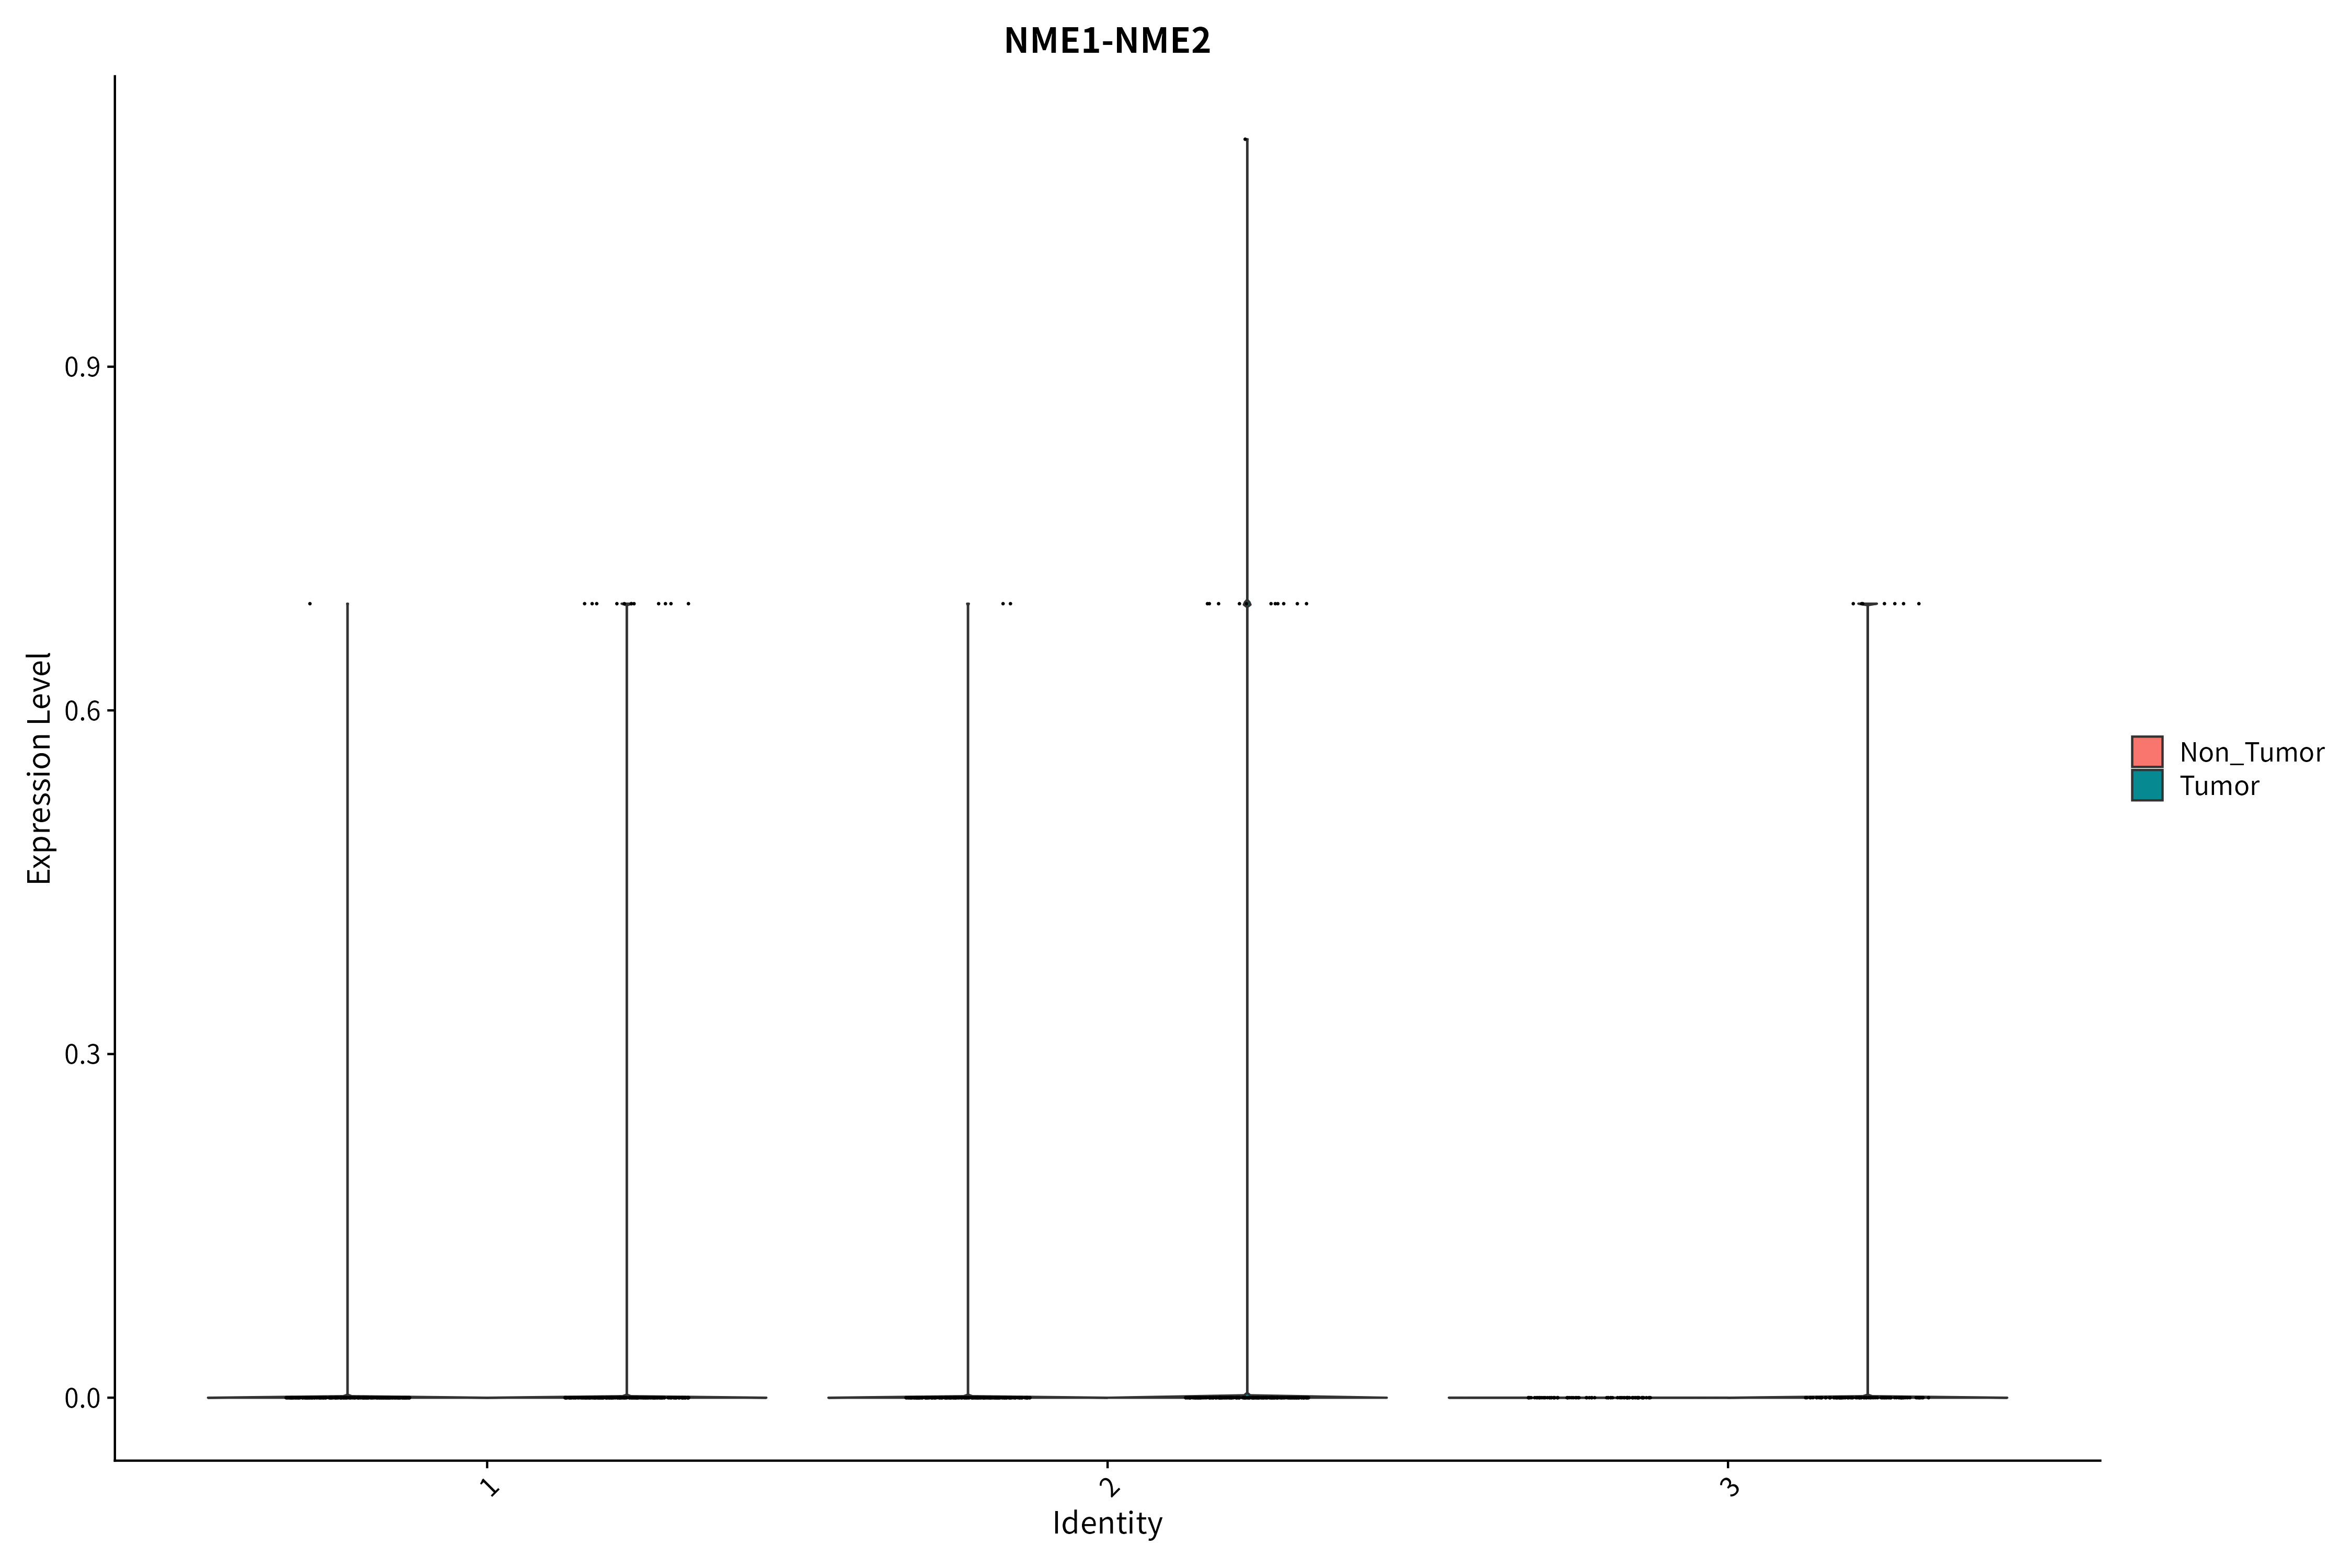 NME1-NME2
Expression Level
0.9
0.6
0.3
0.0
1
2
3
Identity
Non_Tumor
Tumor